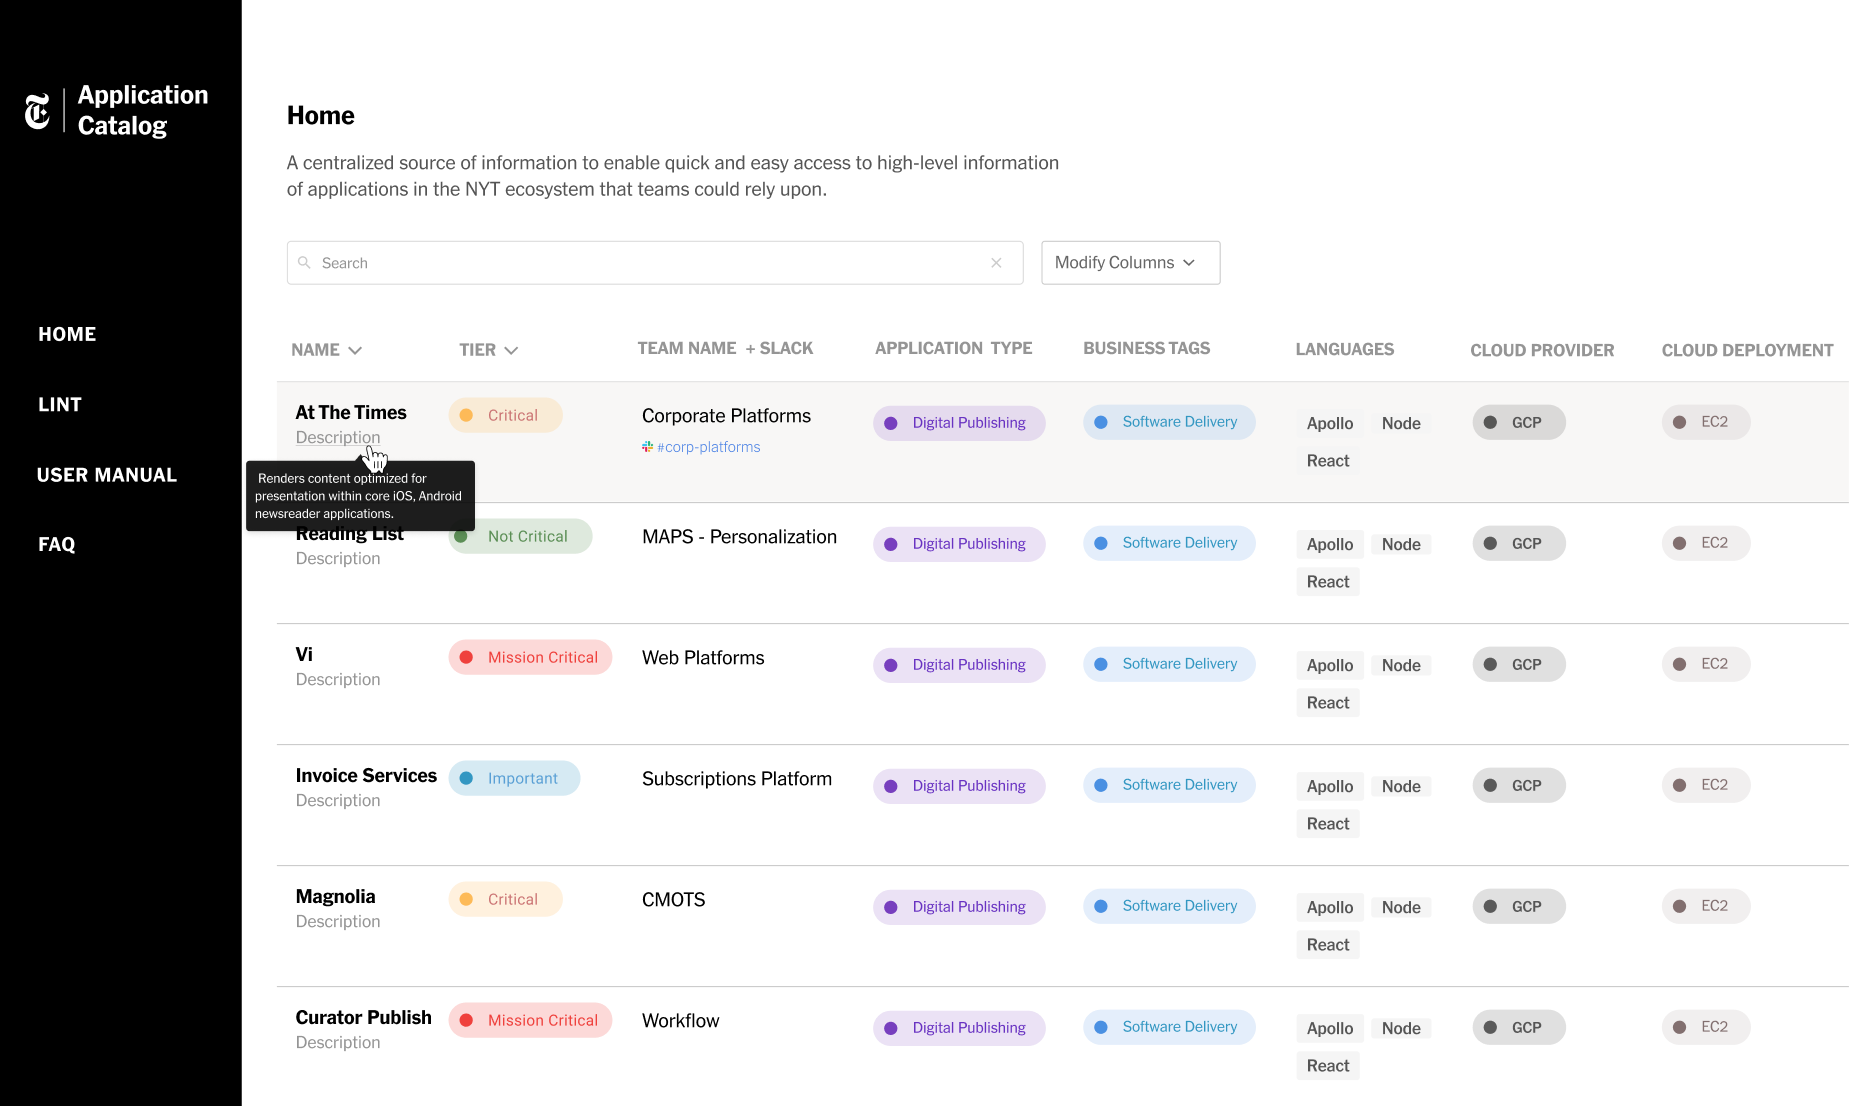 Application
Catalog
HOME
LINT
USER MANUAL
FAQ
Home
A centralized source of information to enable quick and easy access to high-level information
of applications in the NYT ecosystem that teams could rely upon.
Search
Modify Columns
NAME TIER TEAM NAME + SLACK APPLICATION TYPE BUSINESS TAGS LANGUAGES CLOUD PROVIDER CLOUD DEPLOYMENT
At The Times Critical Corporate Platforms Digital Publishing Software Delivery Apollo Node GCP EC2
Description #corp-platforms React
Renders content optimized for
presentation within core iOS, Android
newsreader applications.
Reading List Not Critical MAPS - Personalization Digital Publishing Software Delivery Apollo Node GCP EC2
Description React
Vi Mission Critical Web Platforms Digital Publishing Software Delivery Apollo Node GCP EC2
Description React
Invoice Services Important Subscriptions Platform Digital Publishing Software Delivery Apollo Node GCP EC2
Description React
Magnolia Critical CMOTS Digital Publishing Software Delivery Apollo Node GCP EC2
Description React
Curator Publish Mission Critical Workflow Digital Publishing Software Delivery Apollo Node GCP EC2
Description React